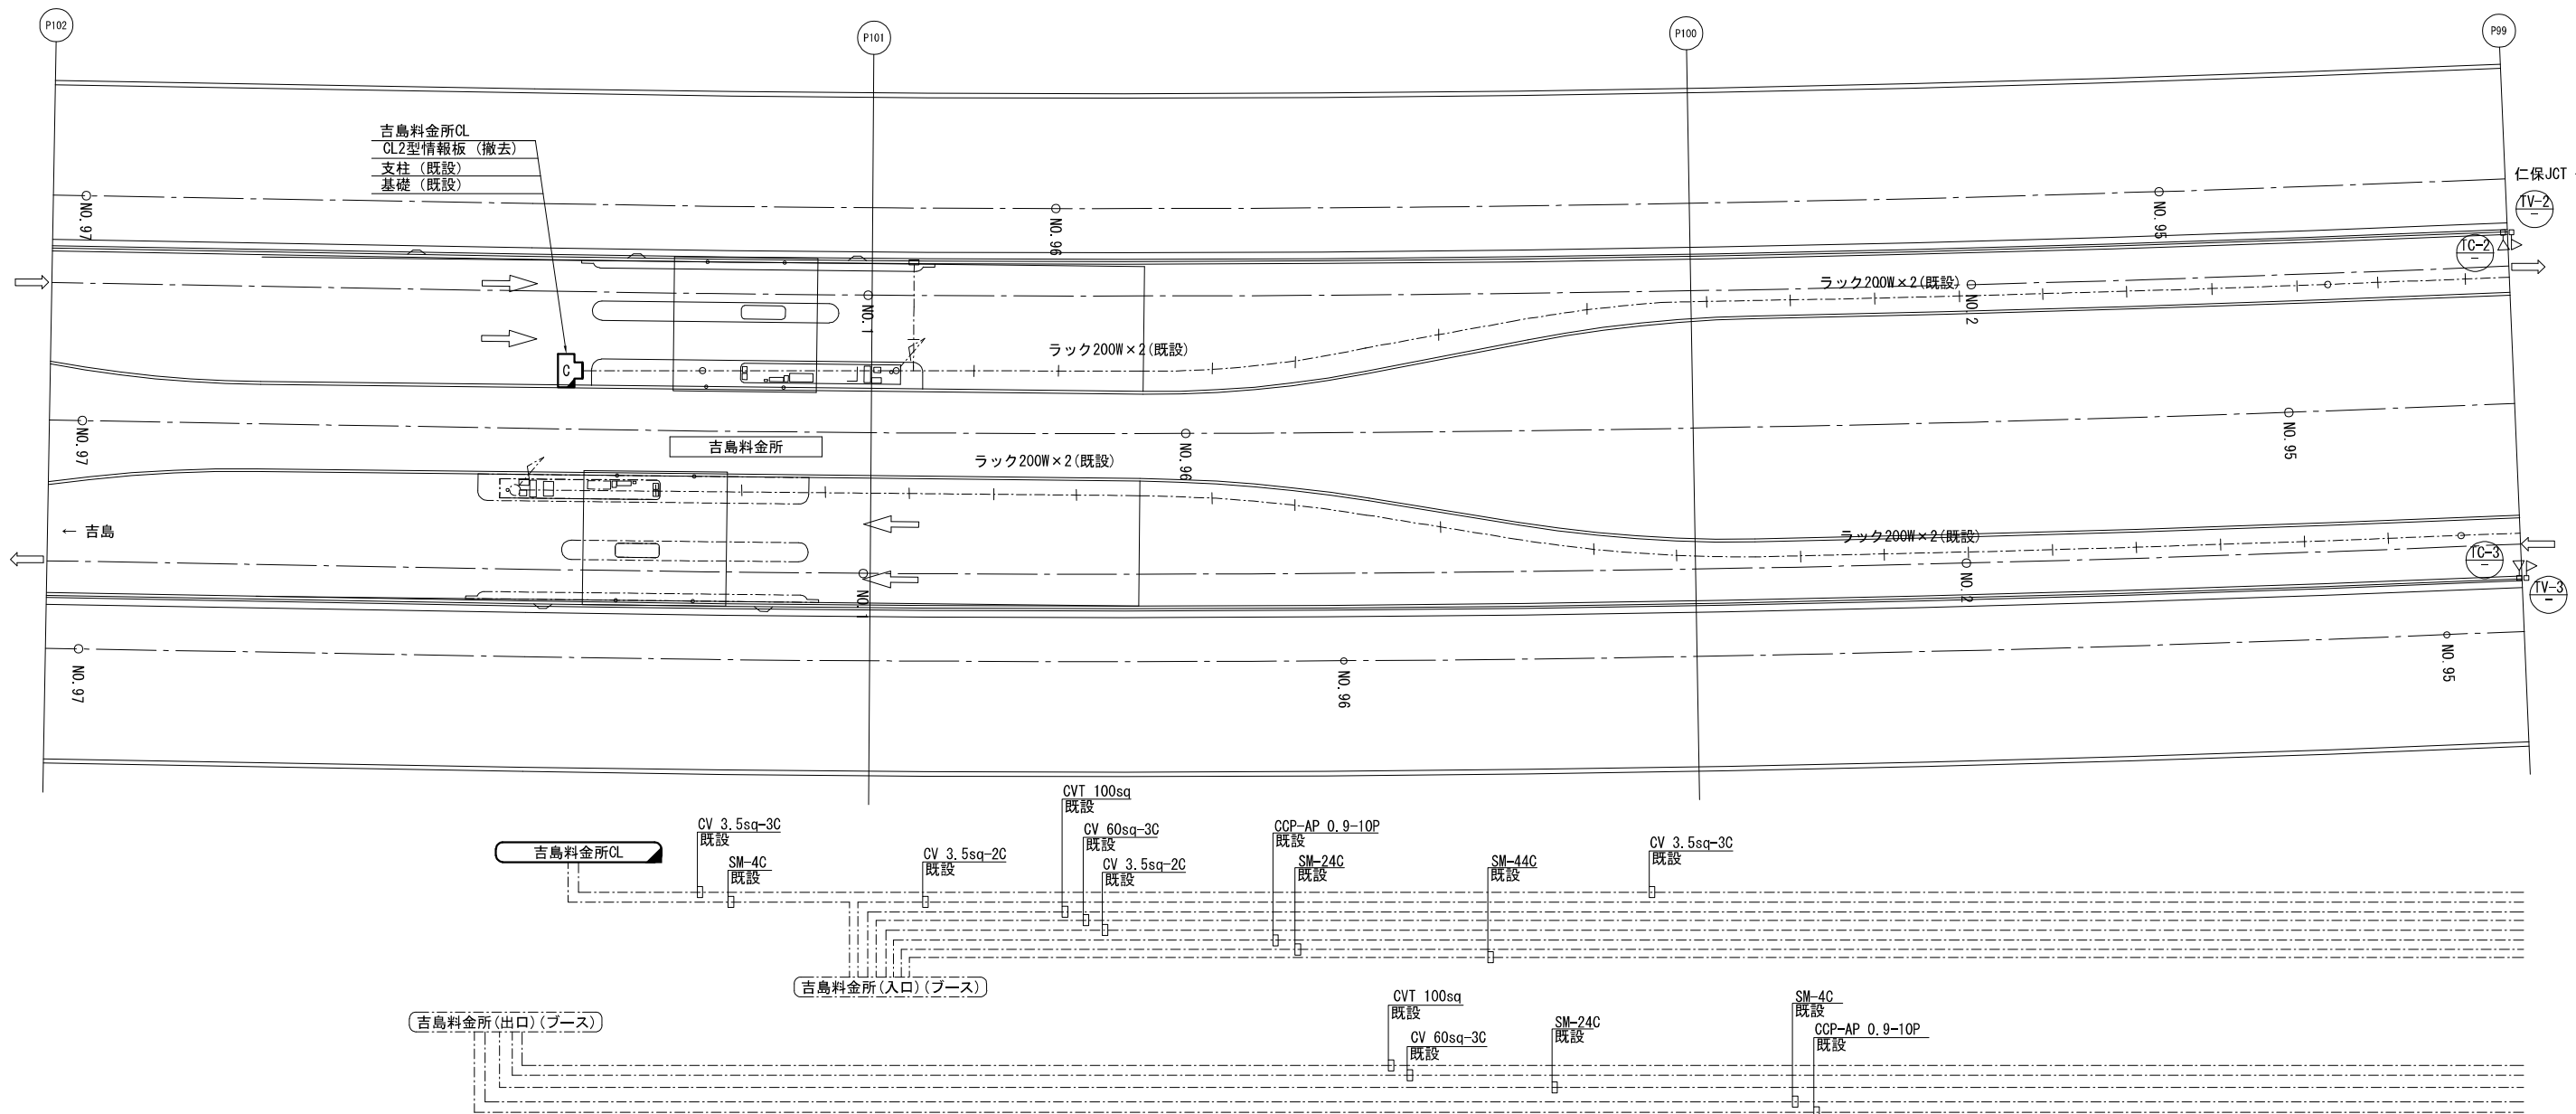 P102
P101
P100
P99
吉島料金所CL
CL2型情報板 (撤去)
支柱 (既設)
基礎 (既設)
仁保JCT
TV-2
-
NO.97
NO.96
NO.95
TC-2
-
NO.1
ラック200W×2(既設)
NO.2
ラック200W×2(既設)
C
NO.97
吉島料金所
ラック200W×2(既設)
NO.96
NO.95
← 吉島
ラック200W×2(既設)
TC-3
-
NO.1
NO.2
TV-3
-
NO.97
NO.96
NO.95
CVT 100sq
既設
CV 3.5sq-3C
既設
CV 60sq-3C
既設
CCP-AP 0.9-10P
既設
CV 3.5sq-3C
既設
吉島料金所CL
SM-4C
既設
CV 3.5sq-2C
既設
CV 3.5sq-2C
既設
SM-24C
既設
SM-44C
既設
吉島料金所(入口)(ブース)
吉島料金所(出口)(ブース)
CVT 100sq
既設
CV 60sq-3C
既設
SM-24C
既設
SM-4C
既設
CCP-AP 0.9-10P
既設